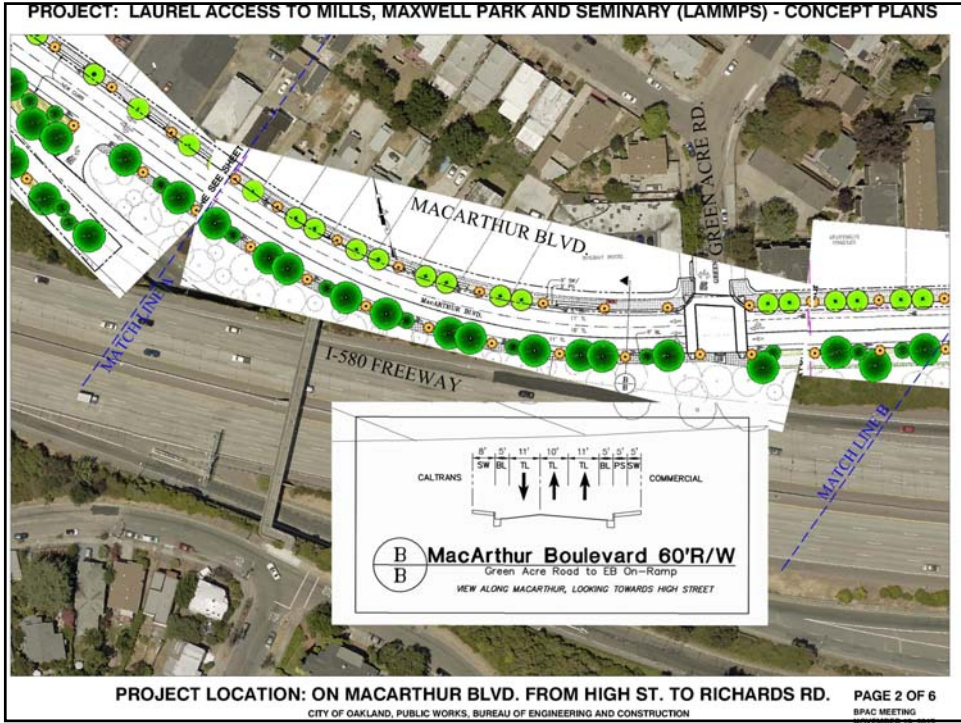 PROJECT: LAUREL ACCESS TO MILLS, MAXWELL PARK AND SEMINARY (LAMMPS) - CONCEPT PLANS
SEE SHEET
MACARTHUR BLVD.
GREEN ACRE RD.
GREEN
MacARTHUR BLVD.
I-580 FREEWAY
MATCH LINE A
MATCH LINE B
8' 5' 11' 10' 11' 5' 5' 5'
SW BL TL TL TL BL PS SW
CALTRANS COMMERCIAL
B
B
MacArthur Boulevard 60'R/W
Green Acre Road to EB On-Ramp
VIEW ALONG MACARTHUR, LOOKING TOWARDS HIGH STREET
PROJECT LOCATION: ON MACARTHUR BLVD. FROM HIGH ST. TO RICHARDS RD.
PAGE 2 OF 6
CITY OF OAKLAND, PUBLIC WORKS, BUREAU OF ENGINEERING AND CONSTRUCTION
BPAC MEETING